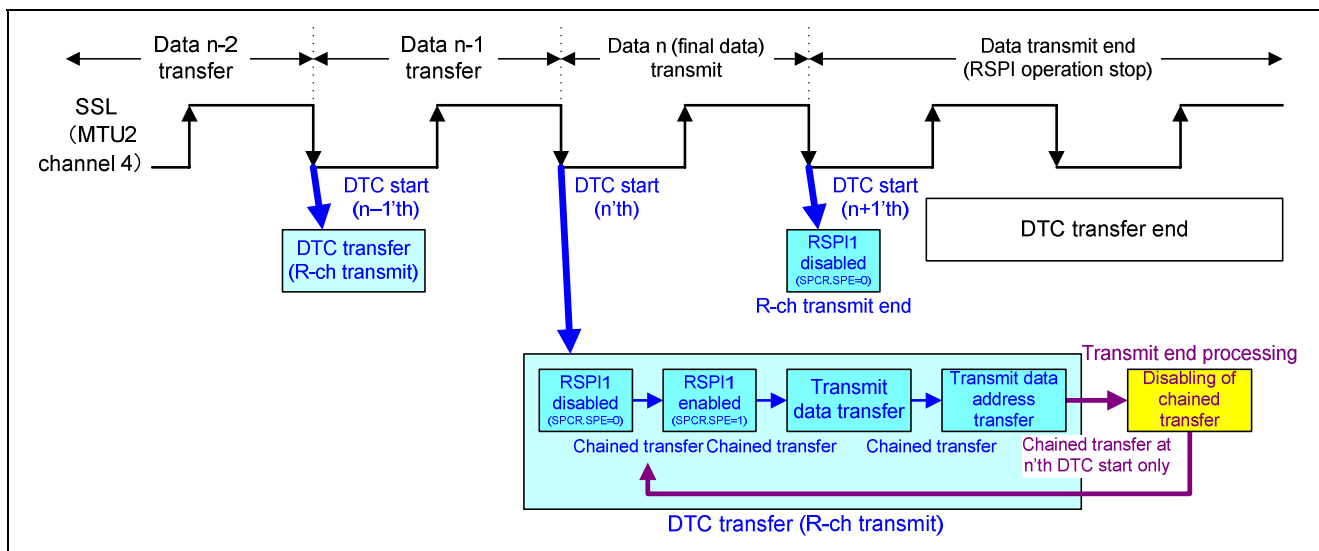 Data n-2
transfer
Data n-1
transfer
Data n (final data)
transmit
Data transmit end
(RSPI operation stop)
SSL
（MTU2
channel 4）
DTC start
(n–1’th)
DTC start
(n’th)
DTC start
(n+1’th)
DTC transfer
(R-ch transmit)
RSPI1
disabled
(SPCR.SPE=0)
R-ch transmit end
DTC transfer end
Transmit end processing
RSPI1
disabled
(SPCR.SPE=0)
RSPI1
enabled
(SPCR.SPE=1)
Transmit
data transfer
Transmit data
address
transfer
Disabling of
chained
transfer
Chained transfer
Chained transfer
Chained transfer
Chained transfer at
n’th DTC start only
DTC transfer (R-ch transmit)